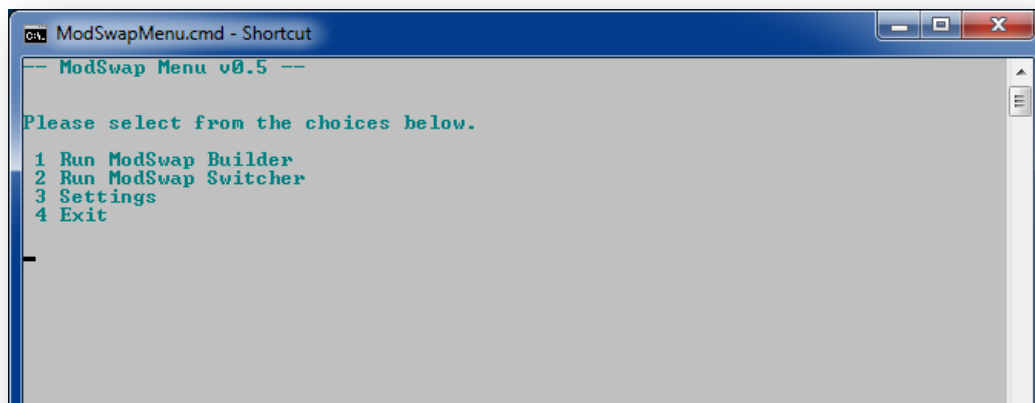 ModSwapMenu.cmd - Shortcut
-- ModSwap Menu v0.5 --
Please select from the choices below.
1 Run ModSwap Builder
2 Run ModSwap Switcher
3 Settings
4 Exit